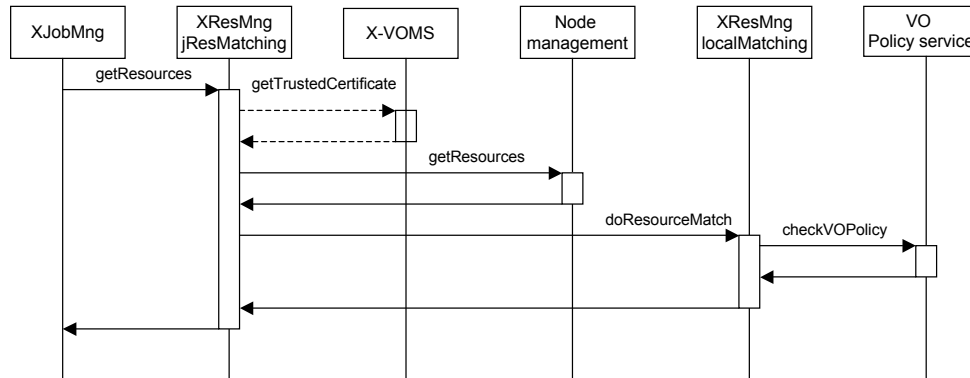 XJobMng
XResMng
jResMatching
X-VOMS
Node
management
XResMng
localMatching
VO
Policy service
getResources
getTrustedCertificate
getResources
doResourceMatch
checkVOPolicy